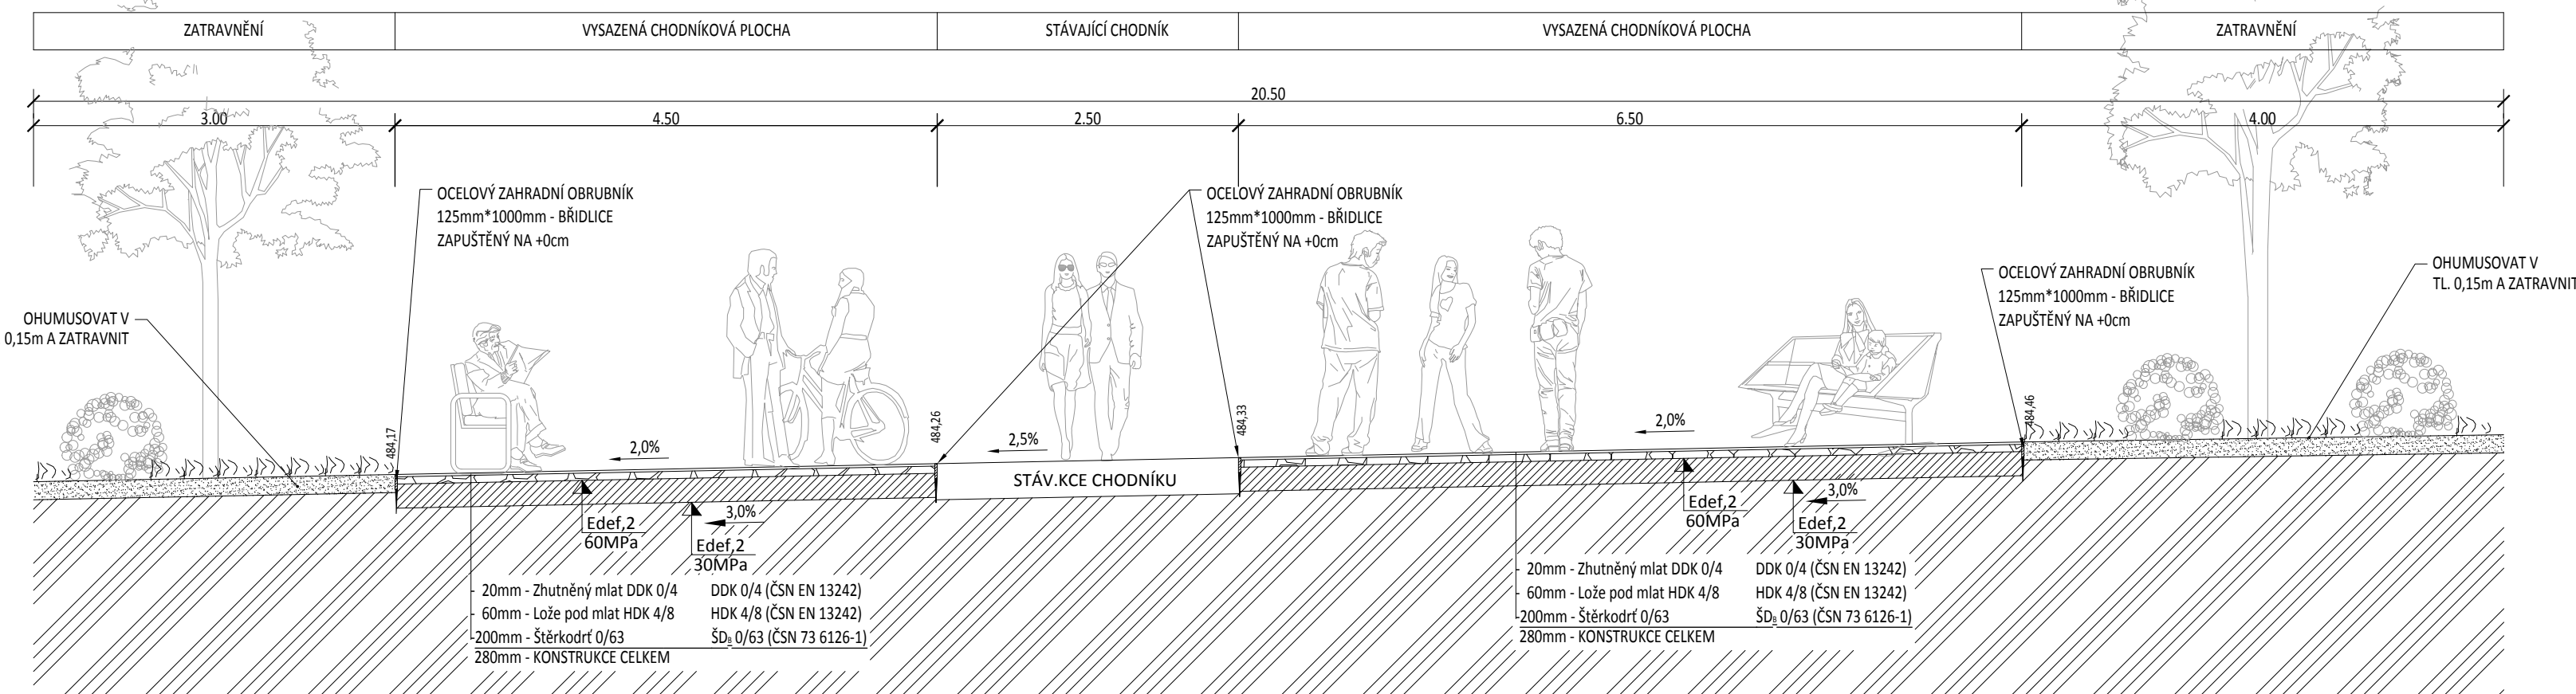 ZATRAVNĚNÍ
VYSAZENÁ CHODNÍKOVÁ PLOCHA
STÁVAJÍCÍ CHODNÍK
VYSAZENÁ CHODNÍKOVÁ PLOCHA
ZATRAVNĚNÍ
20.50
3.00
4.50
2.50
6.50
4.00
OCELOVÝ ZAHRADNÍ OBRUBNÍK
125mm*1000mm - BŘIDLICE
ZAPUŠTĚNÝ NA +0cm
OCELOVÝ ZAHRADNÍ OBRUBNÍK
125mm*1000mm - BŘIDLICE
ZAPUŠTĚNÝ NA +0cm
OCELOVÝ ZAHRADNÍ OBRUBNÍK
125mm*1000mm - BŘIDLICE
ZAPUŠTĚNÝ NA +0cm
OHUMUSOVAT V
TL. 0,15m A ZATRAVNIT
OHUMUSOVAT V
0,15m A ZATRAVNIT
484,17
2,0%
484,26
2,5%
484,33
2,0%
484,46
STÁV.KCE CHODNÍKU
Edef,2
60MPa
3,0%
Edef,2
30MPa
Edef,2
60MPa
3,0%
Edef,2
30MPa
20mm - Zhutněný mlat DDK 0/4 DDK 0/4 (ČSN EN 13242)
60mm - Lože pod mlat HDK 4/8 HDK 4/8 (ČSN EN 13242)
200mm - Štěrkodrť 0/63 ŠDB 0/63 (ČSN 73 6126-1)
280mm - KONSTRUKCE CELKEM
20mm - Zhutněný mlat DDK 0/4 DDK 0/4 (ČSN EN 13242)
60mm - Lože pod mlat HDK 4/8 HDK 4/8 (ČSN EN 13242)
200mm - Štěrkodrť 0/63 ŠDB 0/63 (ČSN 73 6126-1)
280mm - KONSTRUKCE CELKEM